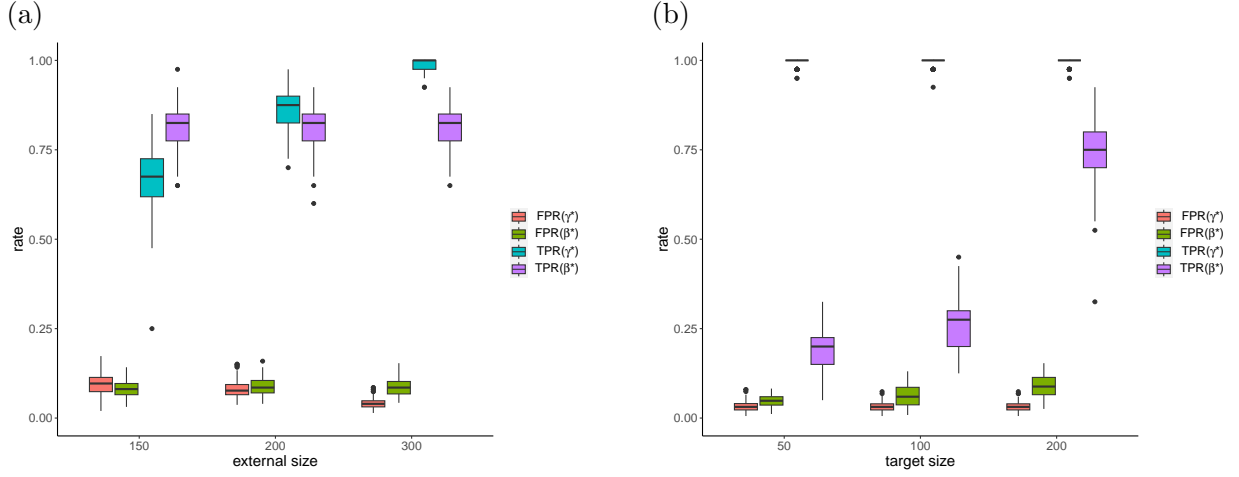 (a)
1.00
0.75
0.50
0.25
0.00
rate
150
200
300
external size
FPR(γ*)
FPR(β*)
TPR(γ*)
TPR(β*)
(b)
1.00
0.75
0.50
0.25
0.00
rate
50
100
200
target size
FPR(γ*)
FPR(β*)
TPR(γ*)
TPR(β*)